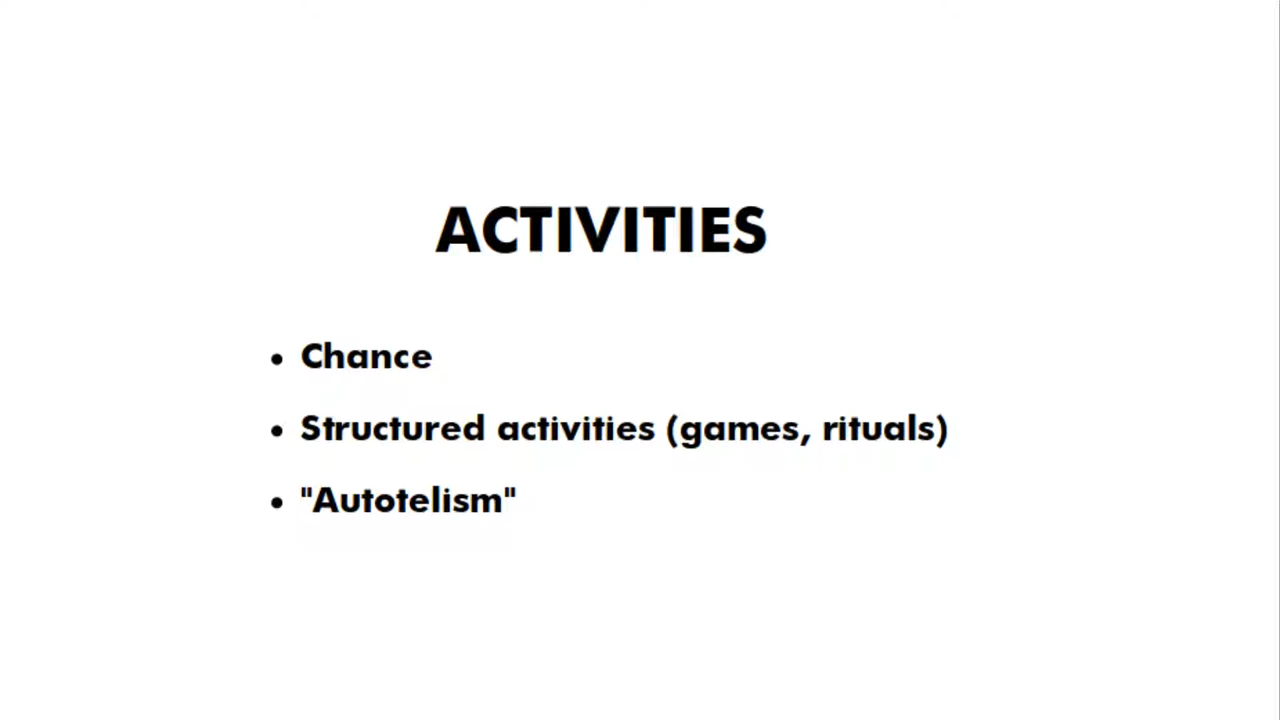 ACTIVITIES
• Chance
• Structured activities (games, rituals)
• "Autotelism"